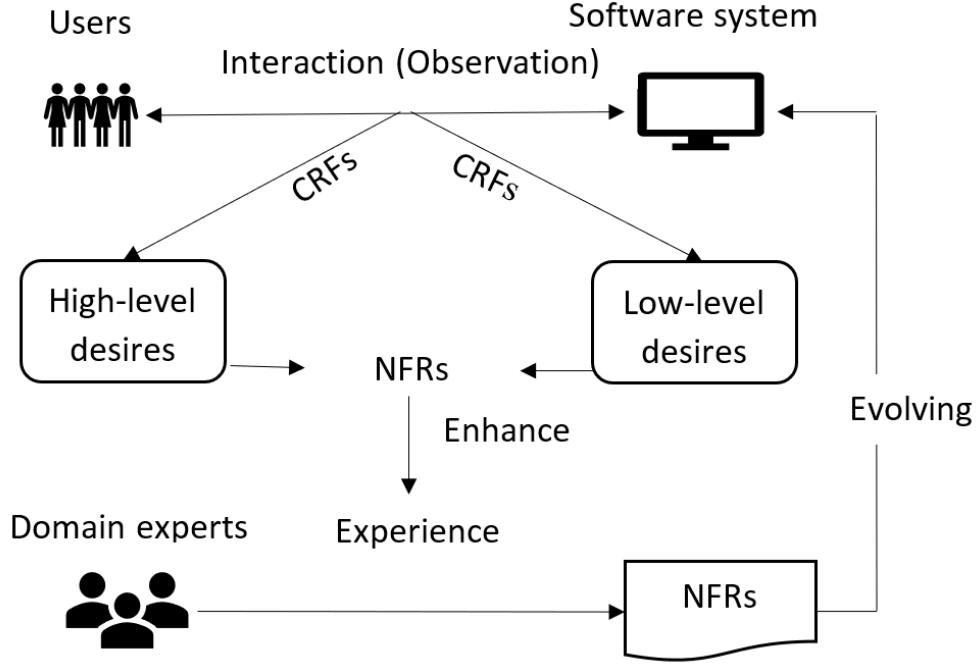 Users
Software system
Interaction (Observation)
CRFs
CRFs
High-level
desires
Low-level
desires
NFRs
Enhance
Evolving
Domain experts
Experience
NFRs